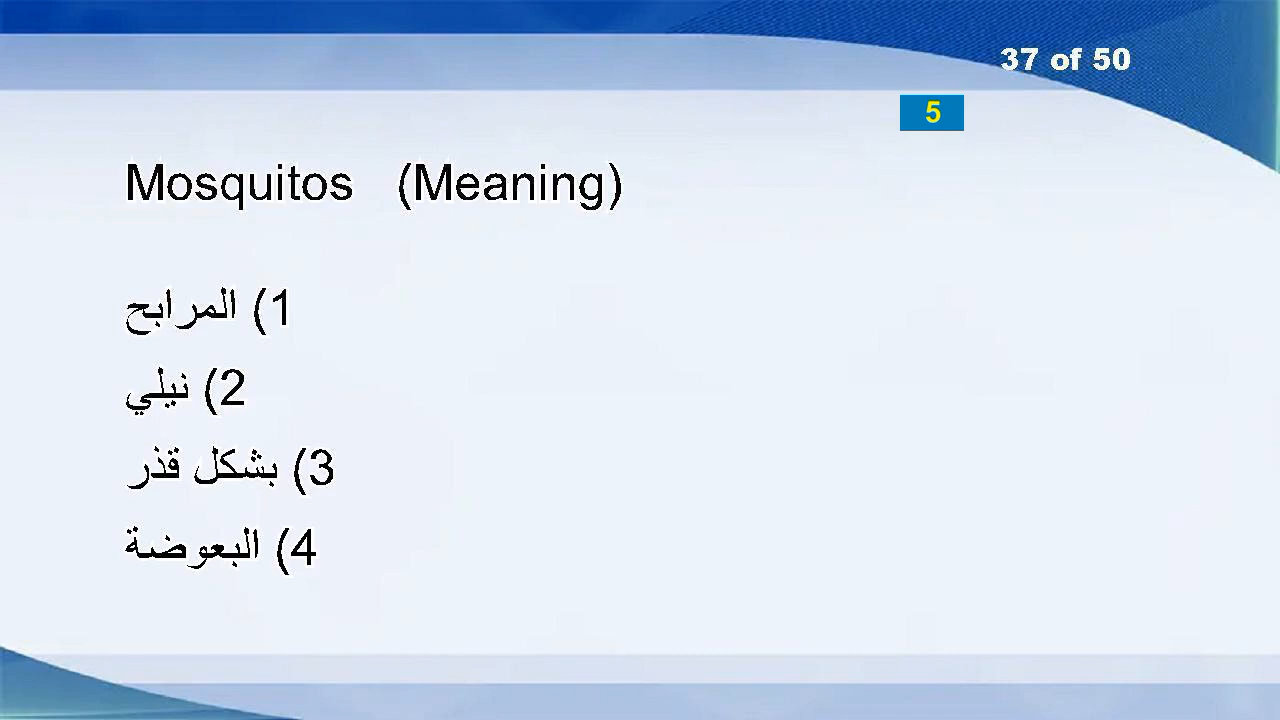 37 of 50
5
Mosquitos (Meaning)
1) المرابح
2) نيلي
3) بشكل قذر
4) البعوضة